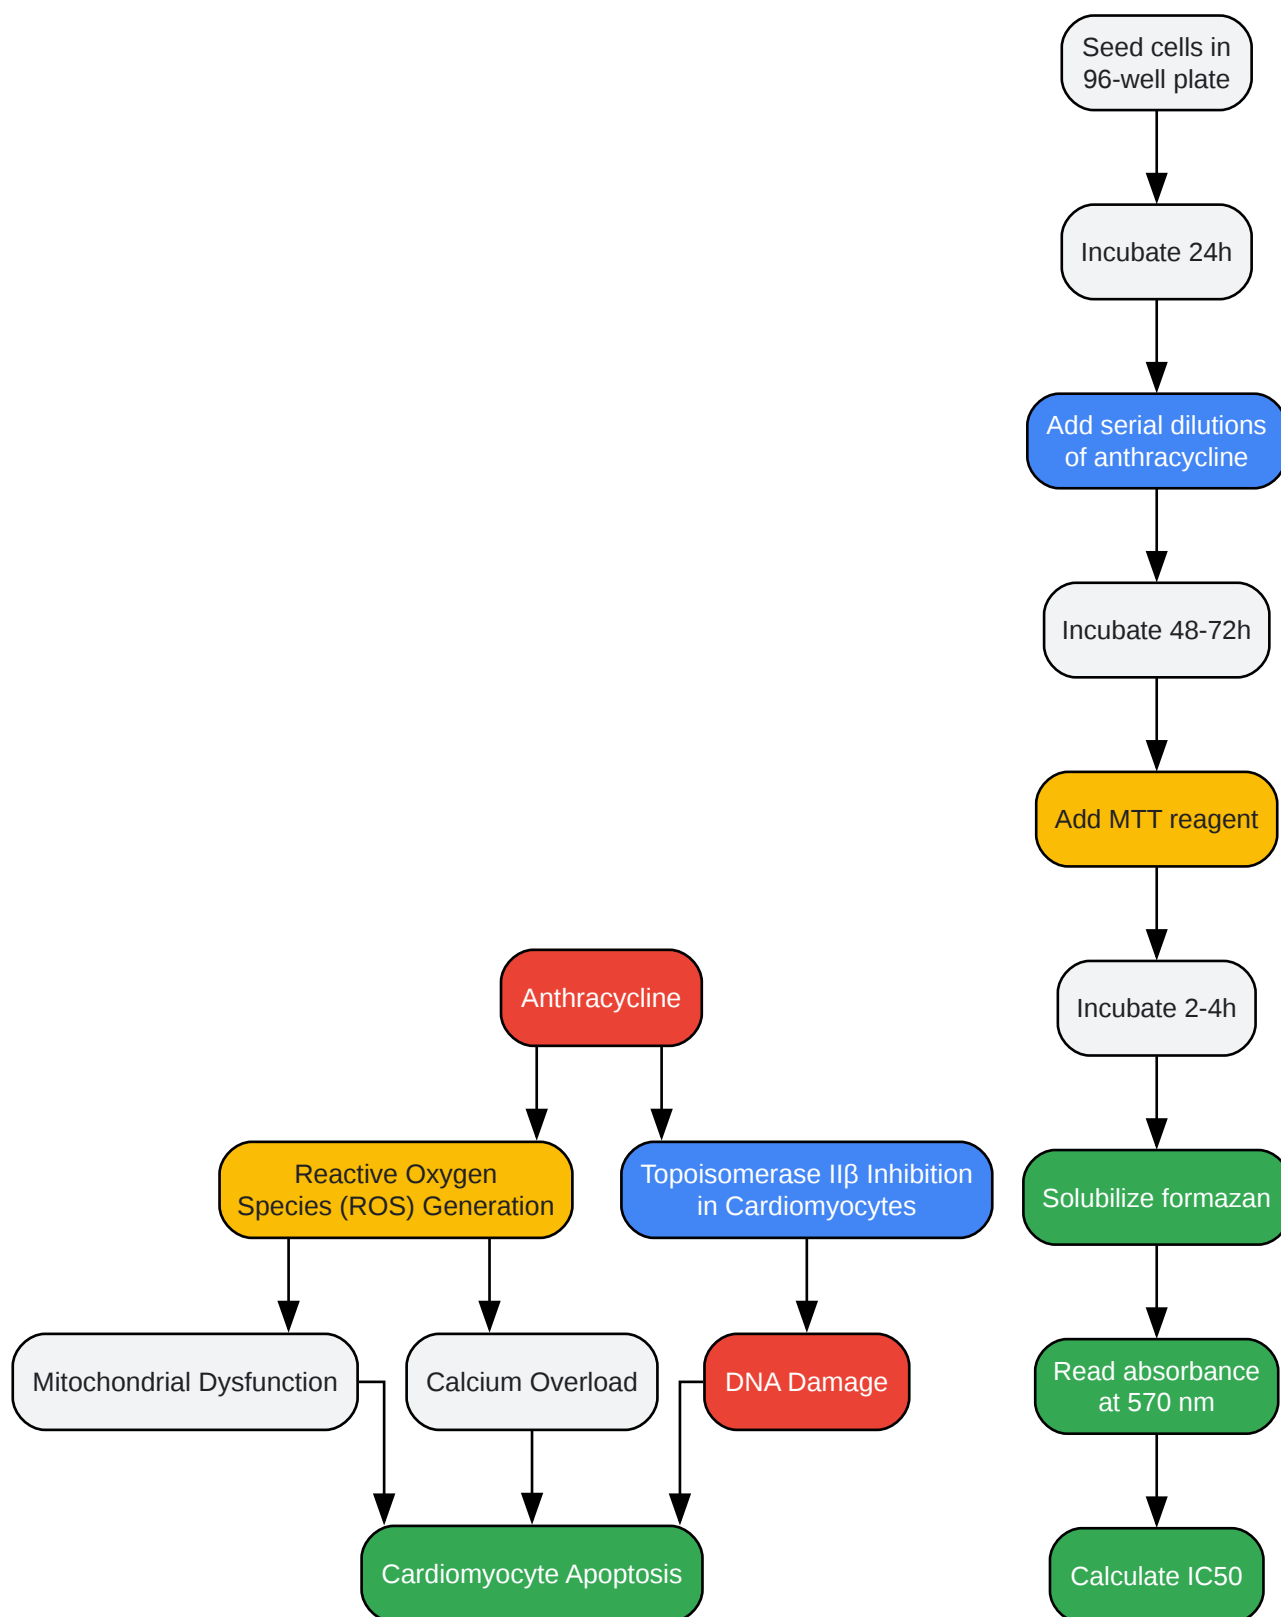 Seed cells in
96-well plate
Incubate 24h
Add serial dilutions
of anthracycline
Incubate 48-72h
Add MTT reagent
Incubate 2-4h
Solubilize formazan
Read absorbance
at 570 nm
Calculate IC50
Anthracycline
Reactive Oxygen
Species (ROS) Generation
Topoisomerase IIβ Inhibition
in Cardiomyocytes
Mitochondrial Dysfunction
Calcium Overload
DNA Damage
Cardiomyocyte Apoptosis